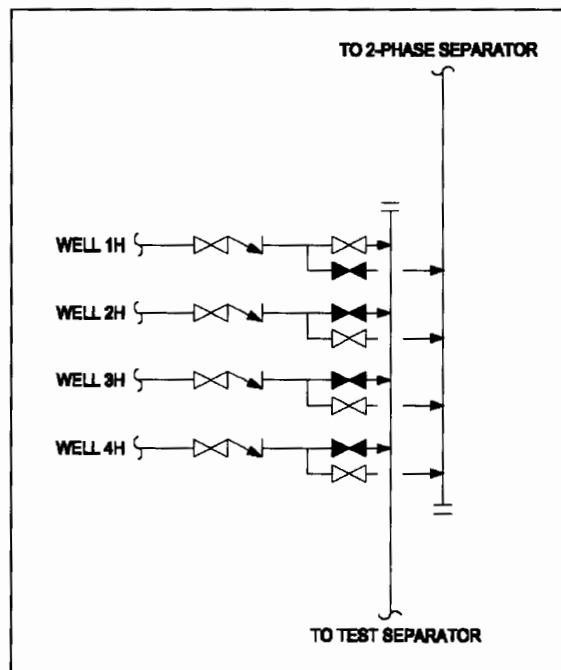 TO 2-PHASE SEPARATOR
WELL 1H
WELL 2H
WELL 3H
WELL 4H
TO TEST SEPARATOR